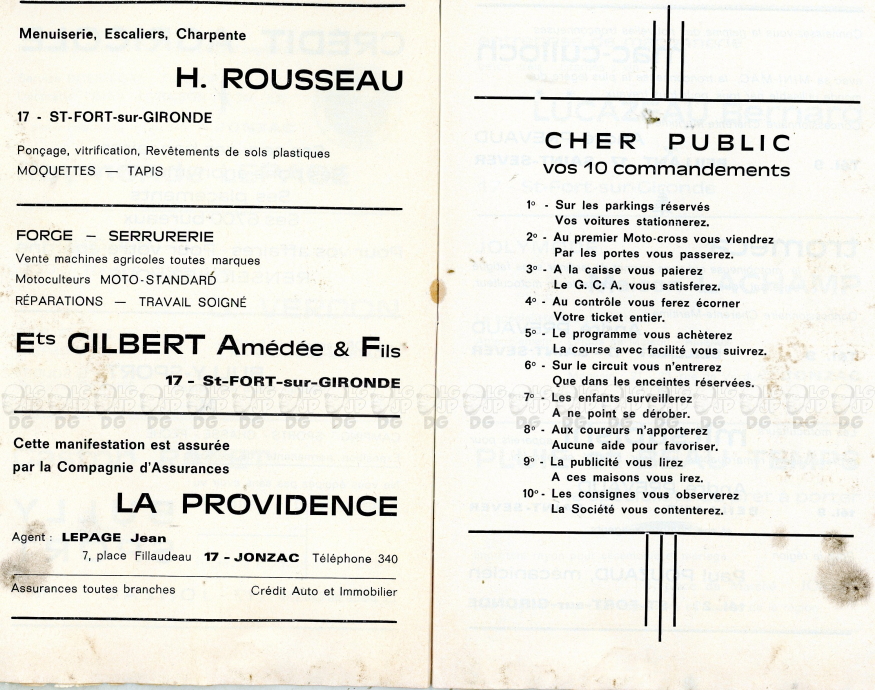 Menuiserie, Escaliers, Charpente
H. ROUSSEAU
17 - ST-FORT-sur-GIRONDE
Ponçage, vitrification, Revêtements de sols plastiques
MOQUETTES — TAPIS
FORGE — SERRURERIE
Vente machines agricoles toutes marques
Motoculteurs MOTO-STANDARD
RÉPARATIONS — TRAVAIL SOIGNÉ
Ets GILBERT Amédée & Fils
17 - St-FORT-sur-GIRONDE
Cette manifestation est assurée
par la Compagnie d'Assurances
LA PROVIDENCE
Agent : LEPAGE Jean
7, place Fillaudeau 17 - JONZAC Téléphone 340
Assurances toutes branches Crédit Auto et Immobilier
CHER PUBLIC
vos 10 commandements
1° - Sur les parkings réservés
Vos voitures stationnerez.
2° - Au premier Moto-cross vous viendrez
Par les portes vous passerez.
3° - A la caisse vous paierez
Le G. C. A. vous satisferez.
4° - Au contrôle vous ferez écorner
Votre ticket entier.
5° - Le programme vous achèterez
La course avec facilité vous suivrez.
6° - Sur le circuit vous n'entrerez
Que dans les enceintes réservées.
7° - Les enfants surveillerez
A ne point se dérober.
8° - Aux coureurs n'apporterez
Aucune aide pour favoriser.
9° - La publicité vous lirez
A ces maisons vous irez.
10° - Les consignes vous observerez
La Société vous contenterez.